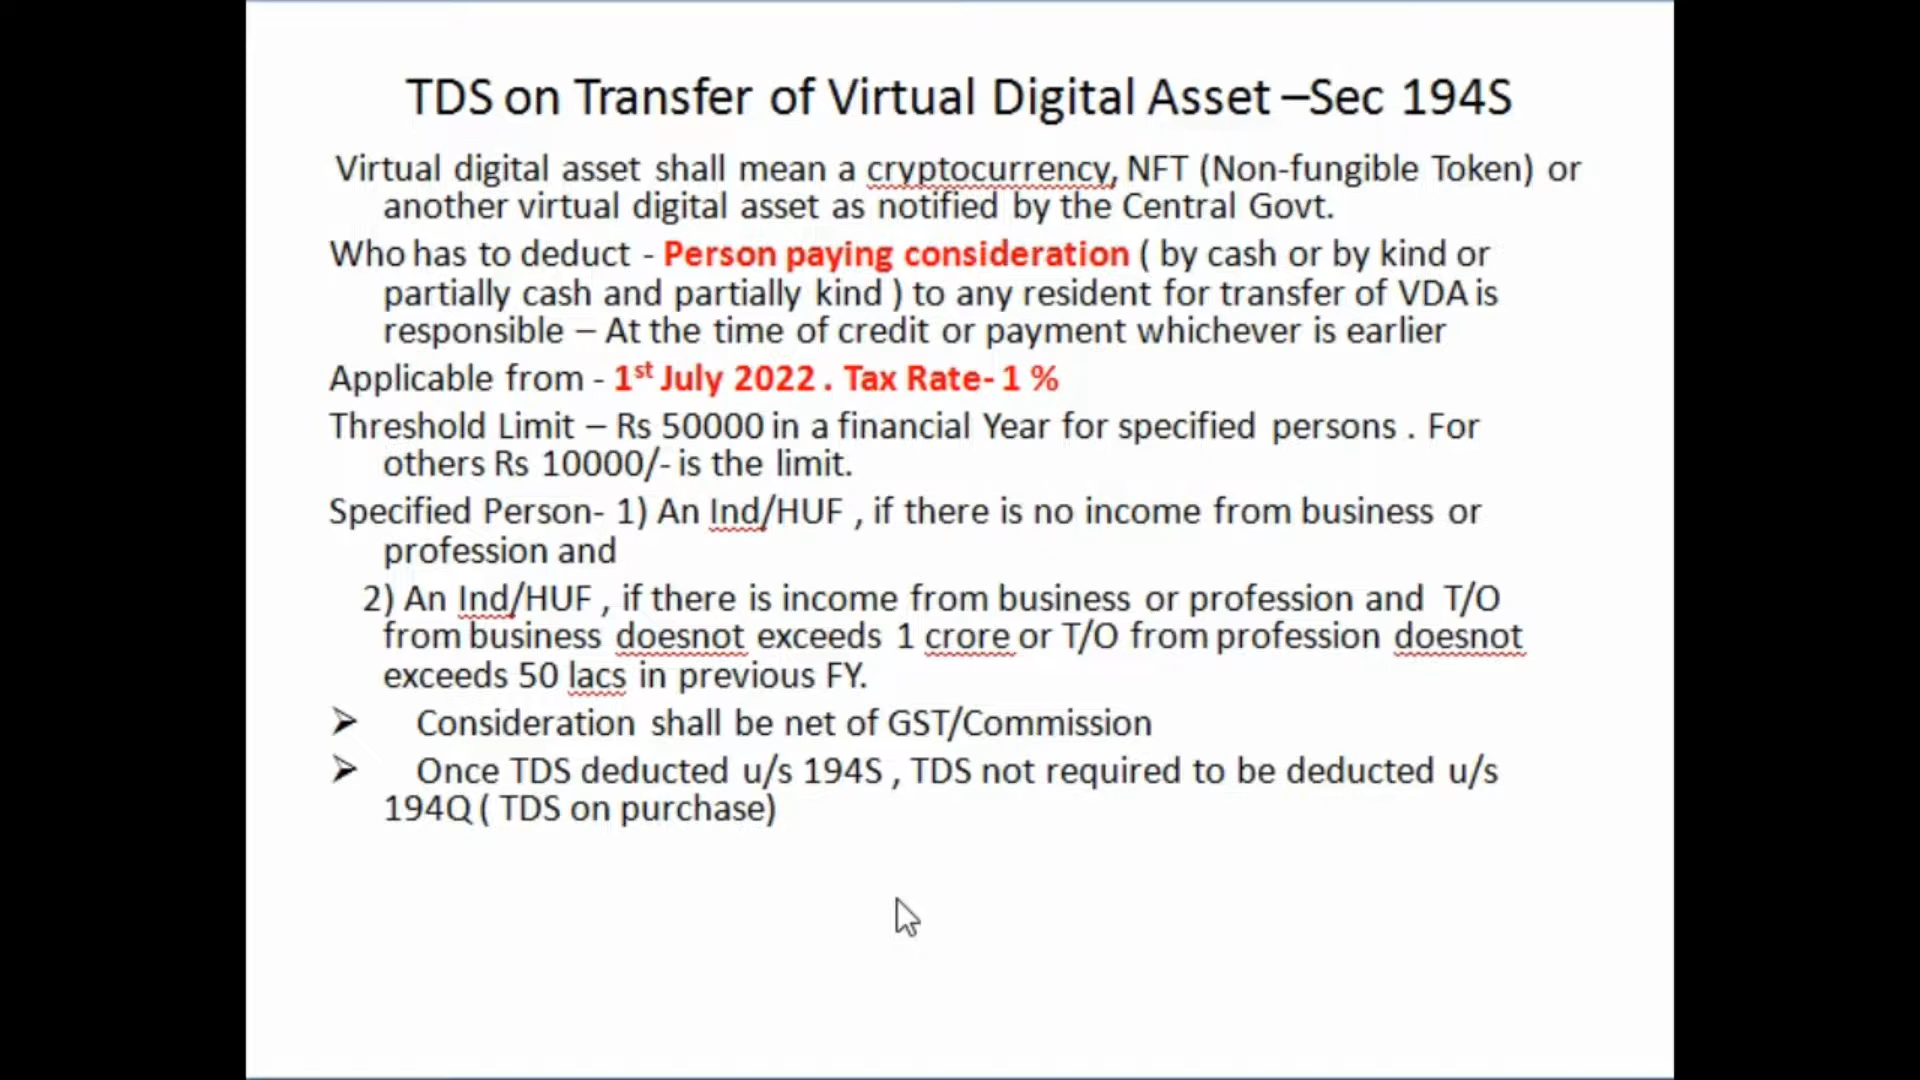 TDS on Transfer of Virtual Digital Asset –Sec 194S
Virtual digital asset shall mean a cryptocurrency, NFT (Non-fungible Token) or
another virtual digital asset as notified by the Central Govt.
Who has to deduct - Person paying consideration ( by cash or by kind or
partially cash and partially kind ) to any resident for transfer of VDA is
responsible – At the time of credit or payment whichever is earlier
Applicable from - 1st July 2022 . Tax Rate- 1 %
Threshold Limit – Rs 50000 in a financial Year for specified persons . For
others Rs 10000/- is the limit.
Specified Person- 1) An Ind/HUF , if there is no income from business or
profession and
2) An Ind/HUF , if there is income from business or profession and T/O
from business doesnot exceeds 1 crore or T/O from profession doesnot
exceeds 50 lacs in previous FY.
➢ Consideration shall be net of GST/Commission
➢ Once TDS deducted u/s 194S , TDS not required to be deducted u/s
194Q ( TDS on purchase)